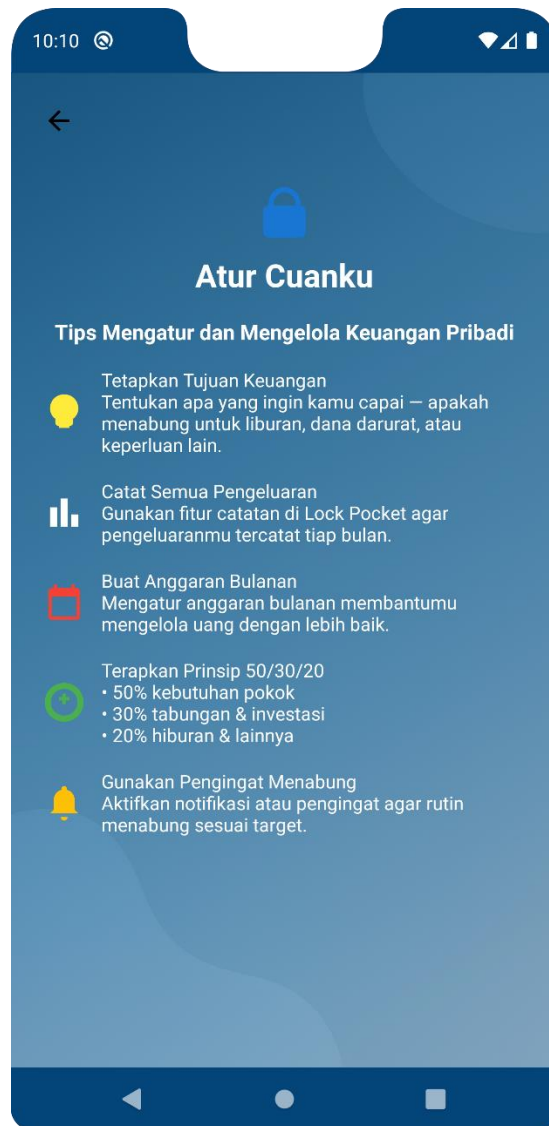 10:10
Atur Cuanku
Tips Mengatur dan Mengelola Keuangan Pribadi
Tetapkan Tujuan Keuangan
Tentukan apa yang ingin kamu capai — apakah
menabung untuk liburan, dana darurat, atau
keperluan lain.
Catat Semua Pengeluaran
Gunakan fitur catatan di Lock Pocket agar
pengeluaranmu tercatat tiap bulan.
Buat Anggaran Bulanan
Mengatur anggaran bulanan membantumu
mengelola uang dengan lebih baik.
Terapkan Prinsip 50/30/20
• 50% kebutuhan pokok
• 30% tabungan & investasi
• 20% hiburan & lainnya
Gunakan Pengingat Menabung
Aktifkan notifikasi atau pengingat agar rutin
menabung sesuai target.